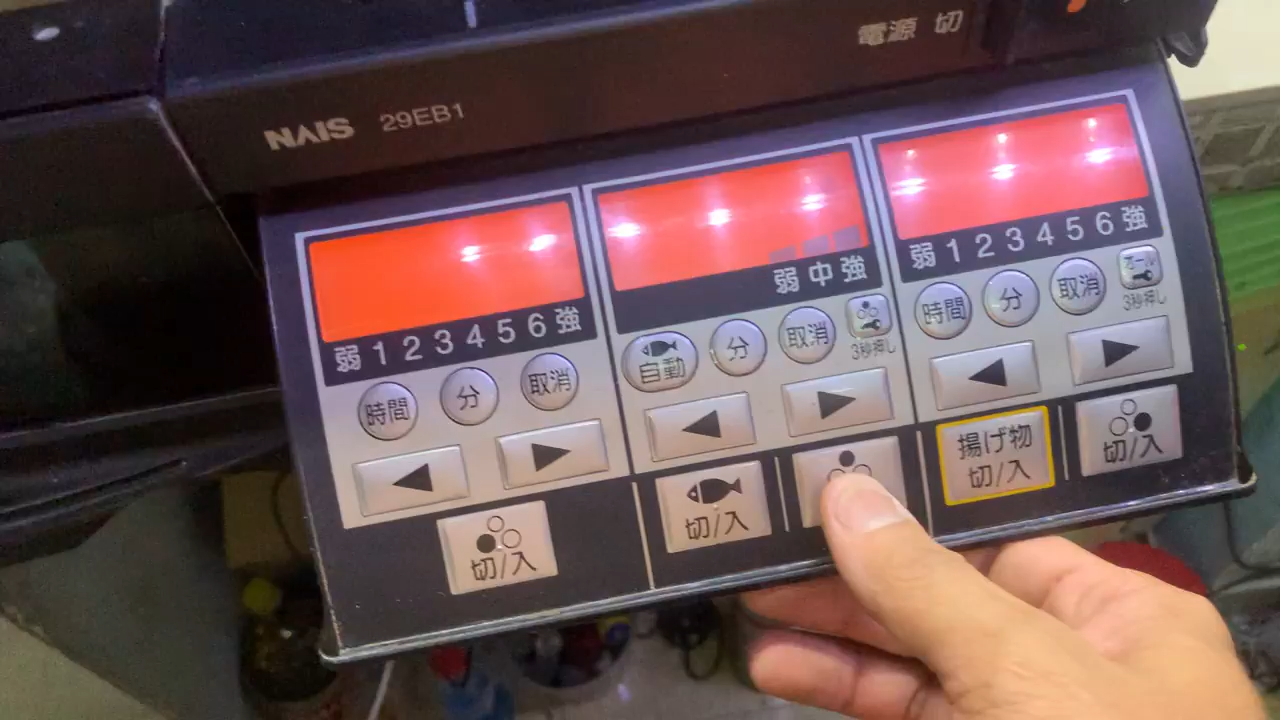 電源 切
NAIS 29EB1
弱 1 2 3 4 5 6 強
時間 分 取消
切/入
弱 中 強
自動 分 取消
3秒押し
切/入
弱 1 2 3 4 5 6 強
時間 分 取消
3秒押し
揚げ物
切/入
切/入